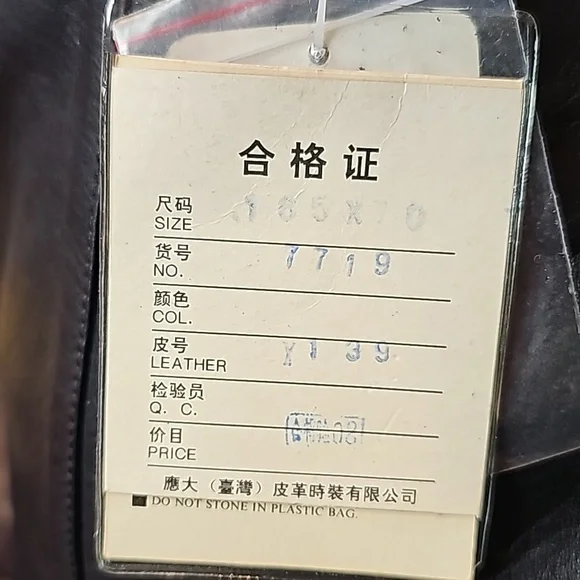 合格证
尺码 165X70
SIZE
货号 1719
NO.
颜色
COL.
皮号 X139
LEATHER
检验员
Q. C.
价目
PRICE
應大（臺灣）皮革時裝有限公司
DO NOT STONE IN PLASTIC BAG.